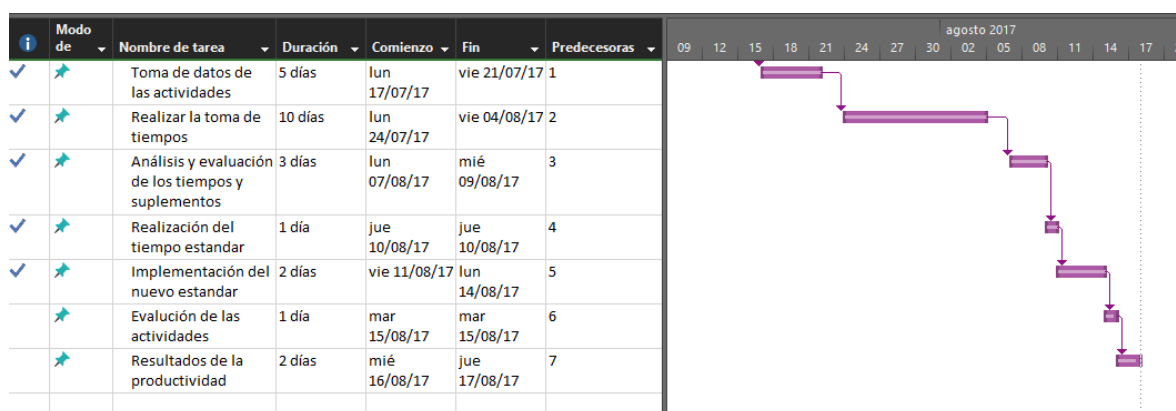 agosto 2017
Modo de Nombre de tarea Duración Comienzo Fin Predecesoras 09 12 15 18 21 24 27 30 02 05 08 11 14 17
Toma de datos de 5 días lun vie 21/07/17 1
las actividades 17/07/17
Realizar la toma de 10 días lun vie 04/08/17 2
tiempos 24/07/17
Análisis y evaluación 3 días lun mié 3
de los tiempos y 07/08/17 09/08/17
suplementos
Realización del 1 día jue jue 4
tiempo estandar 10/08/17 10/08/17
Implementación del 2 días vie 11/08/17 lun 5
nuevo estandar 14/08/17
Evalución de las 1 día mar mar 6
actividades 15/08/17 15/08/17
Resultados de la 2 días mié jue 7
productividad 16/08/17 17/08/17